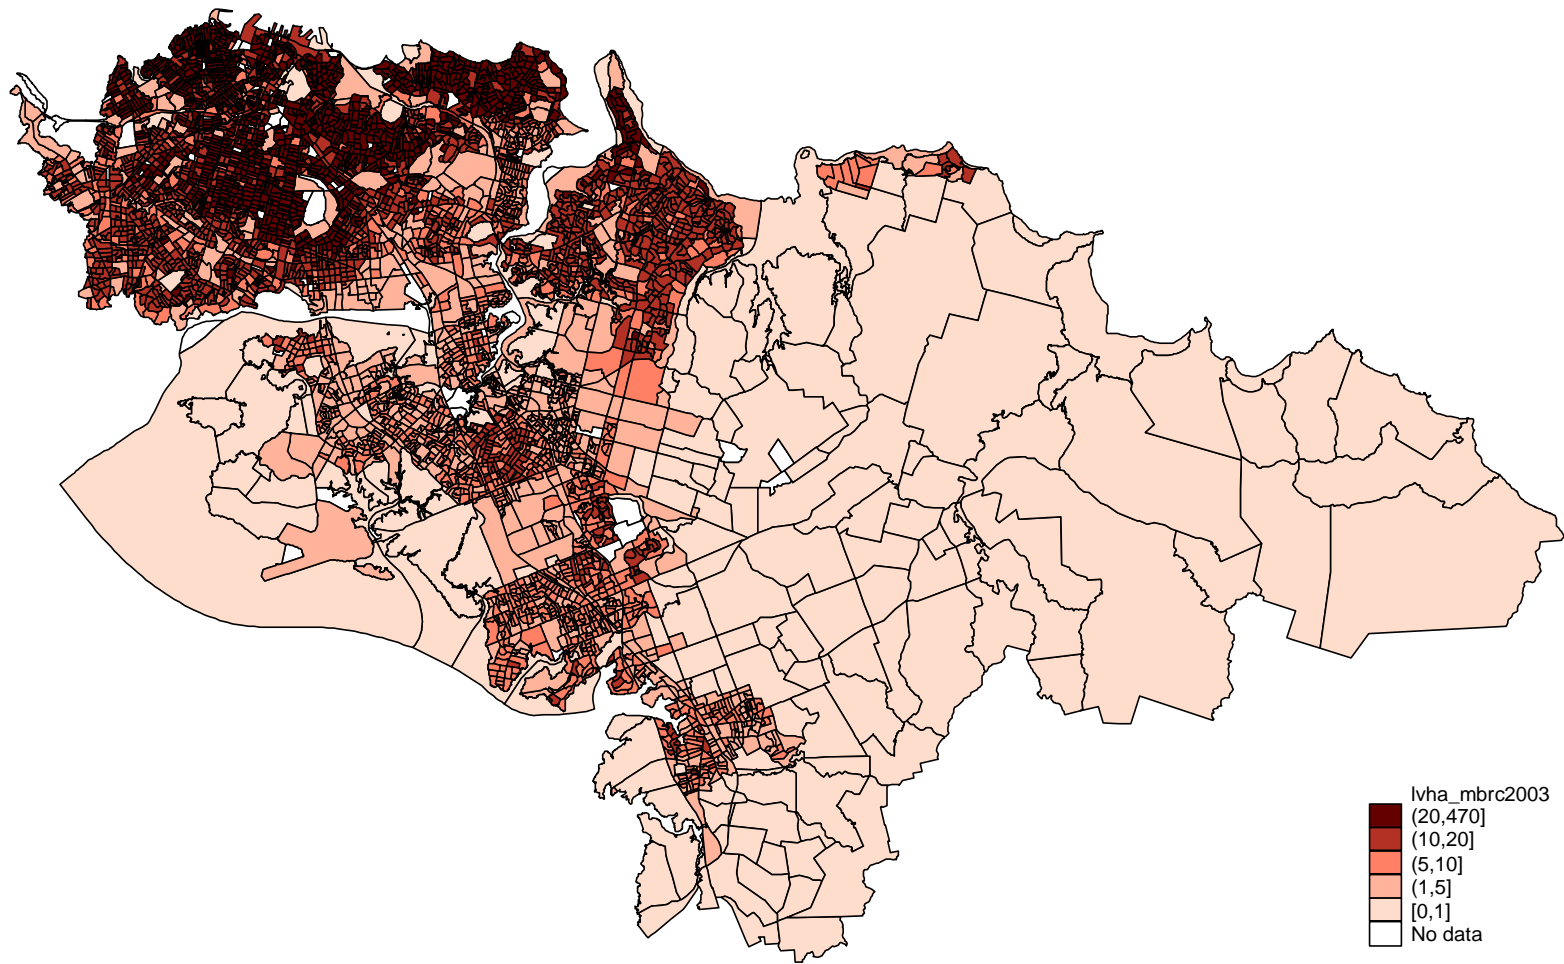 lvha_mbrc2003
(20,470]
(10,20]
(5,10]
(1,5]
[0,1]
No data